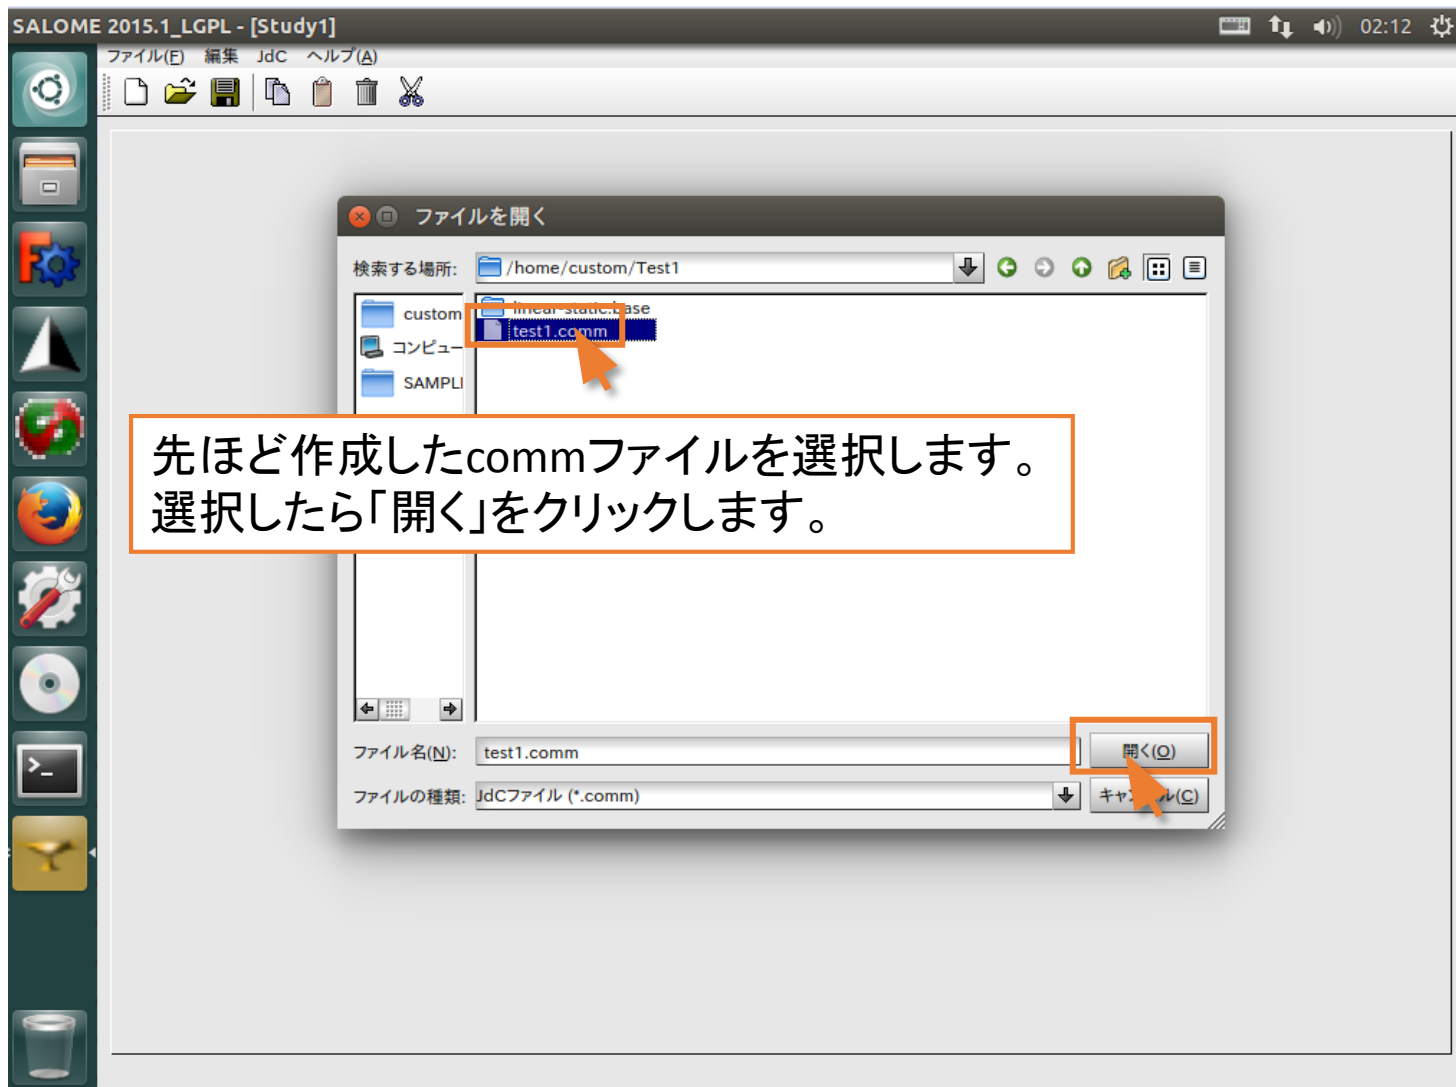 SALOME 2015.1_LGPL - [Study1]
02:12
ファイル(F) 編集 JdC ヘルプ(A)
ファイルを開く
検索する場所: /home/custom/Test1
custom
コンピュー
SAMPL
linear-static.base
test1.comm
先ほど作成したcommファイルを選択します。
選択したら「開く」をクリックします。
ファイル名(N): test1.comm 開く(O)
ファイルの種類: JdCファイル (*.comm)